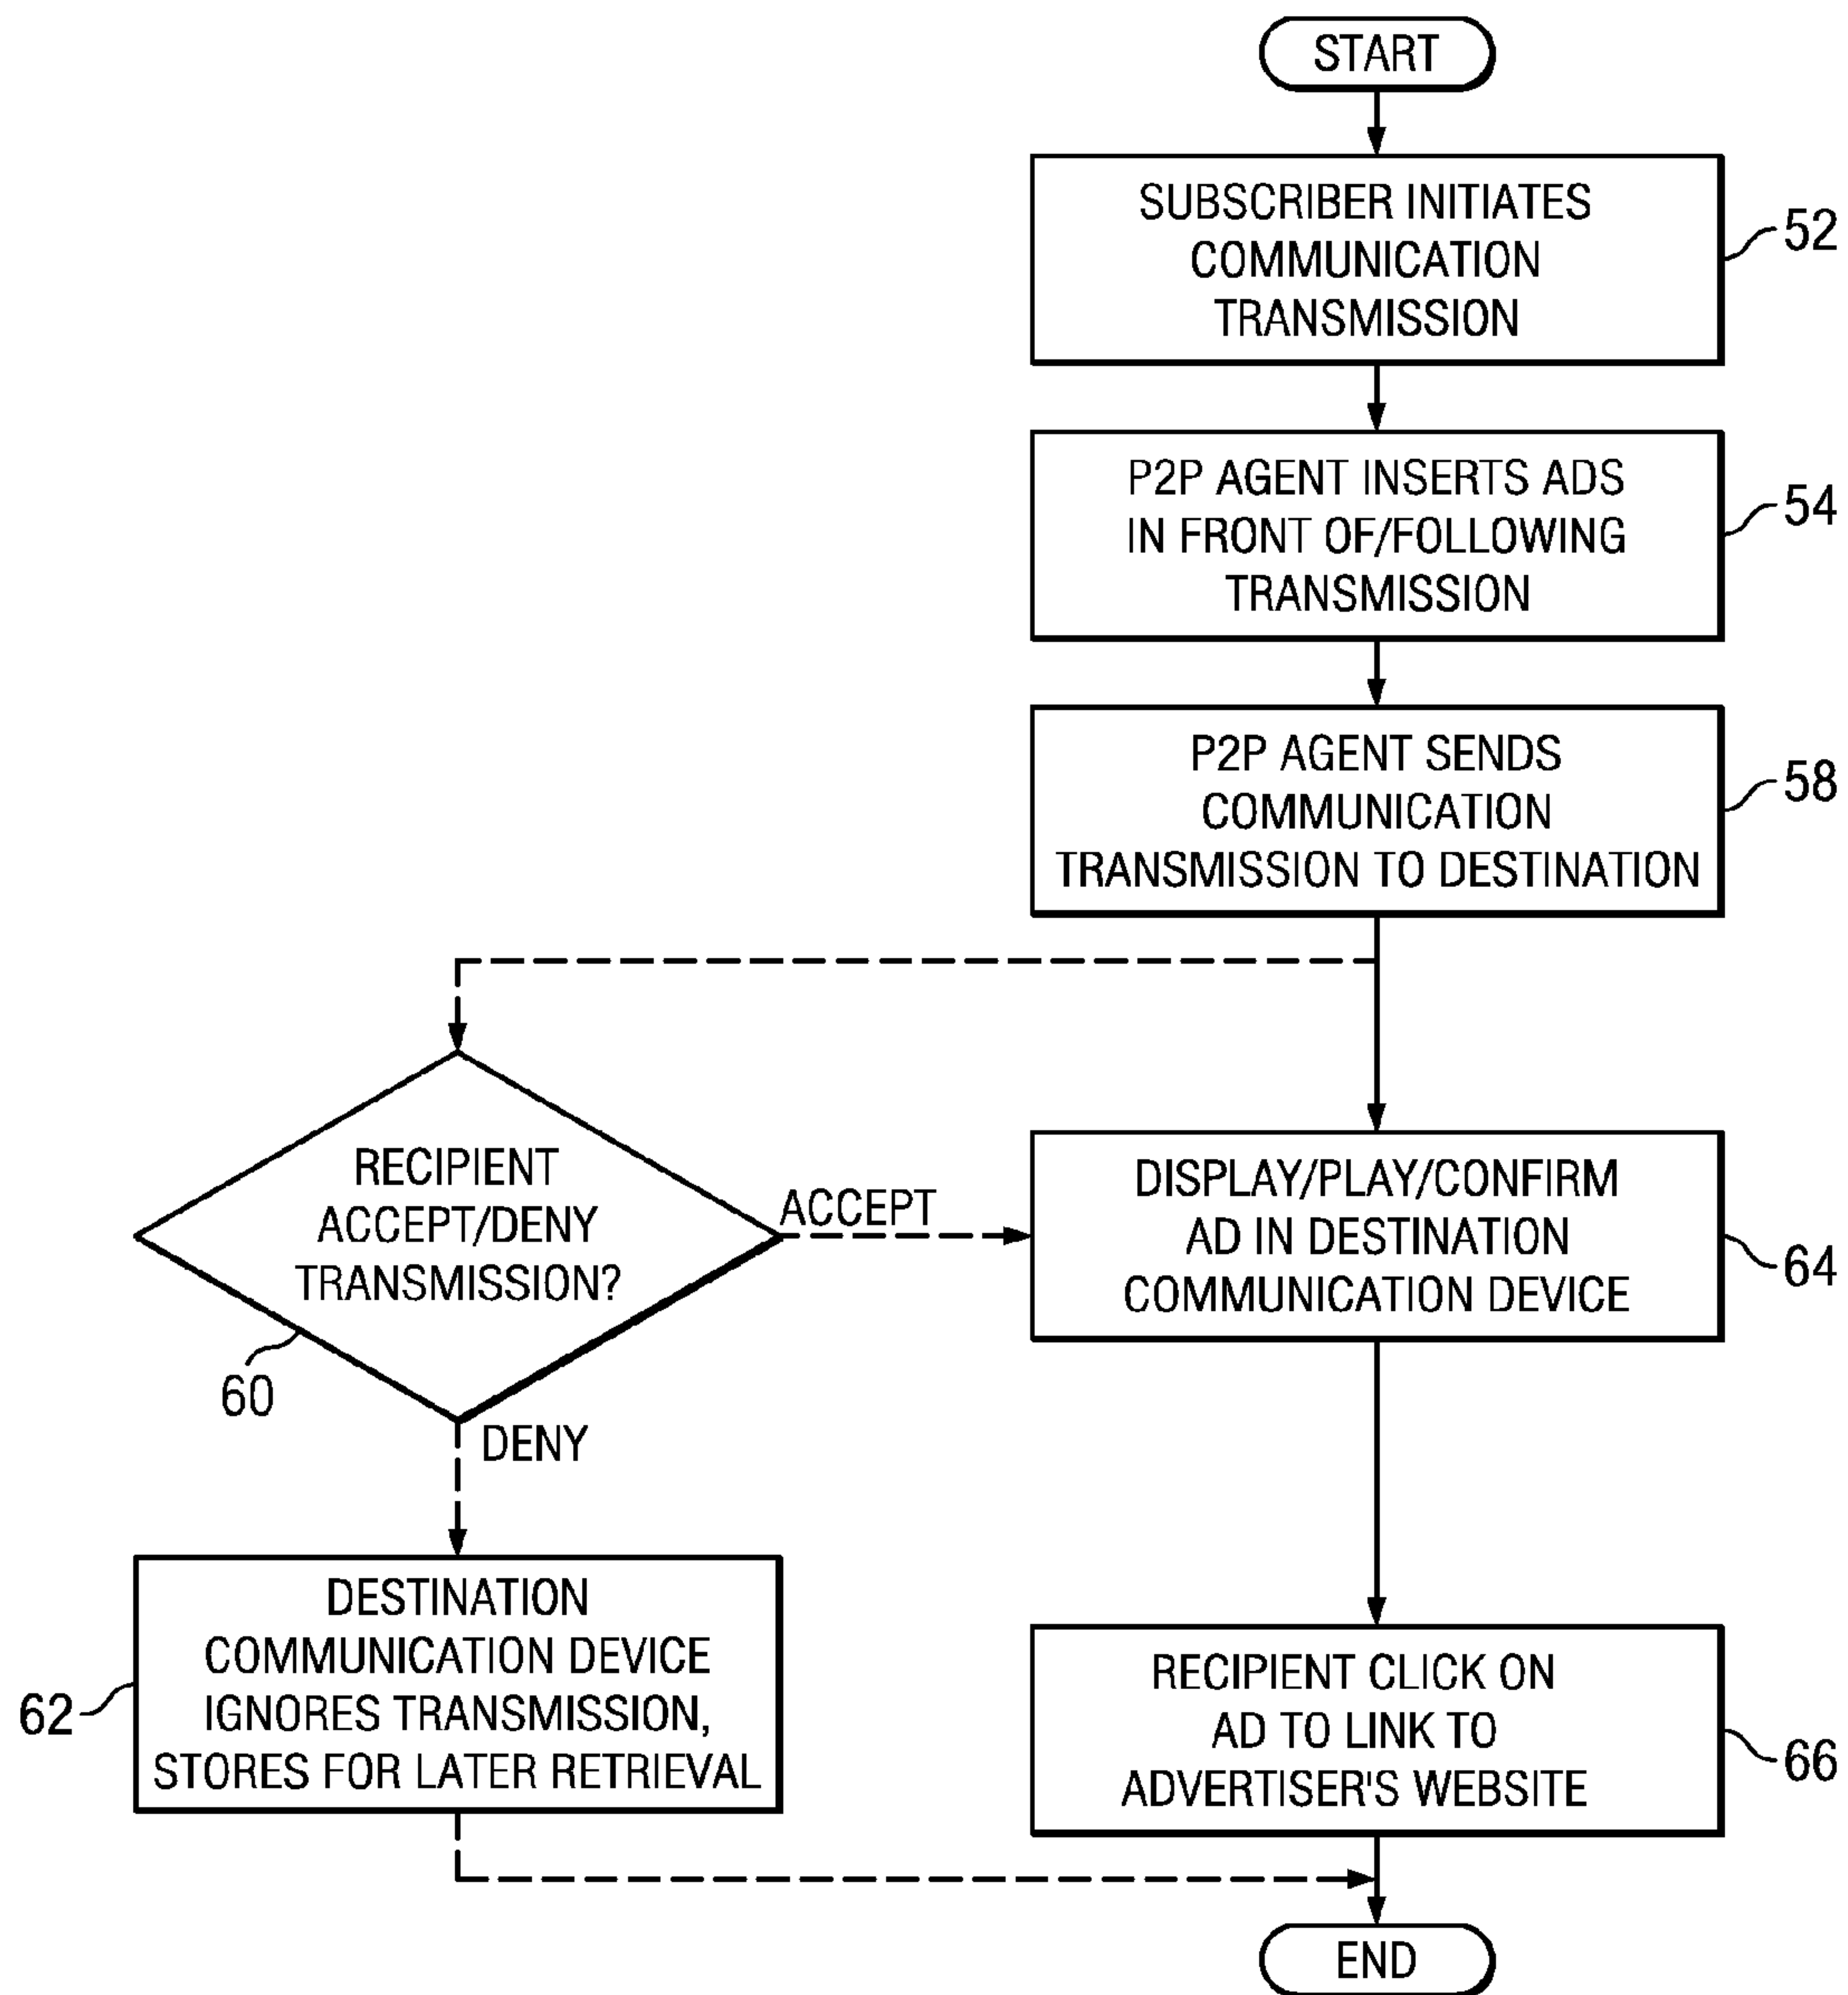 START
SUBSCRIBER INITIATES
COMMUNICATION
TRANSMISSION
52
P2P AGENT INSERTS ADS
IN FRONT OF/FOLLOWING
TRANSMISSION
54
P2P AGENT SENDS
COMMUNICATION
TRANSMISSION TO DESTINATION
58
RECIPIENT
ACCEPT/DENY
TRANSMISSION?
60
ACCEPT
DENY
DISPLAY/PLAY/CONFIRM
AD IN DESTINATION
COMMUNICATION DEVICE
64
DESTINATION
COMMUNICATION DEVICE
IGNORES TRANSMISSION,
STORES FOR LATER RETRIEVAL
62
RECIPIENT CLICK ON
AD TO LINK TO
ADVERTISER'S WEBSITE
66
END